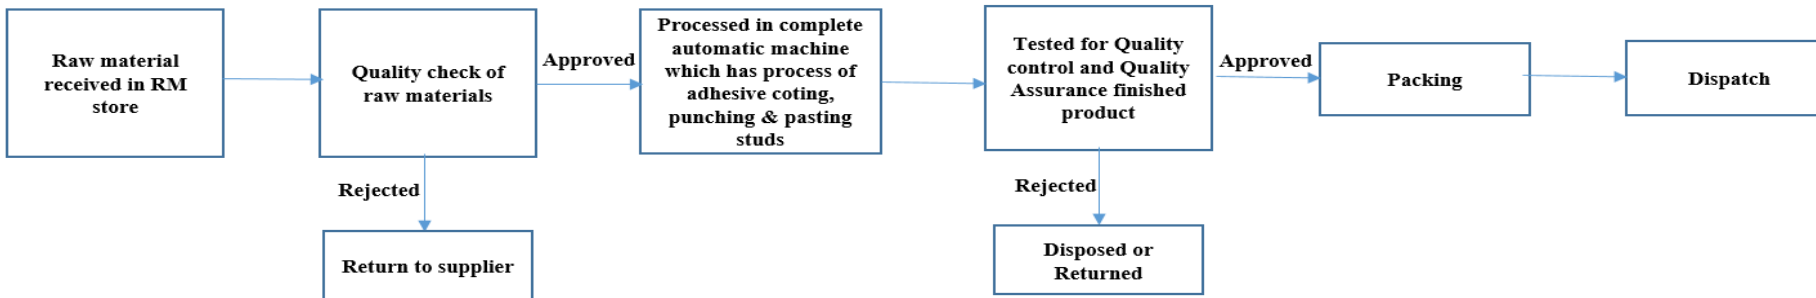 Raw material
received in RM
store
Quality check of
raw materials
Approved
Processed in complete
automatic machine
which has process of
adhesive coting,
punching & pasting
studs
Tested for Quality
control and Quality
Assurance finished
product
Approved
Packing
Dispatch
Rejected
Return to supplier
Rejected
Disposed or
Returned